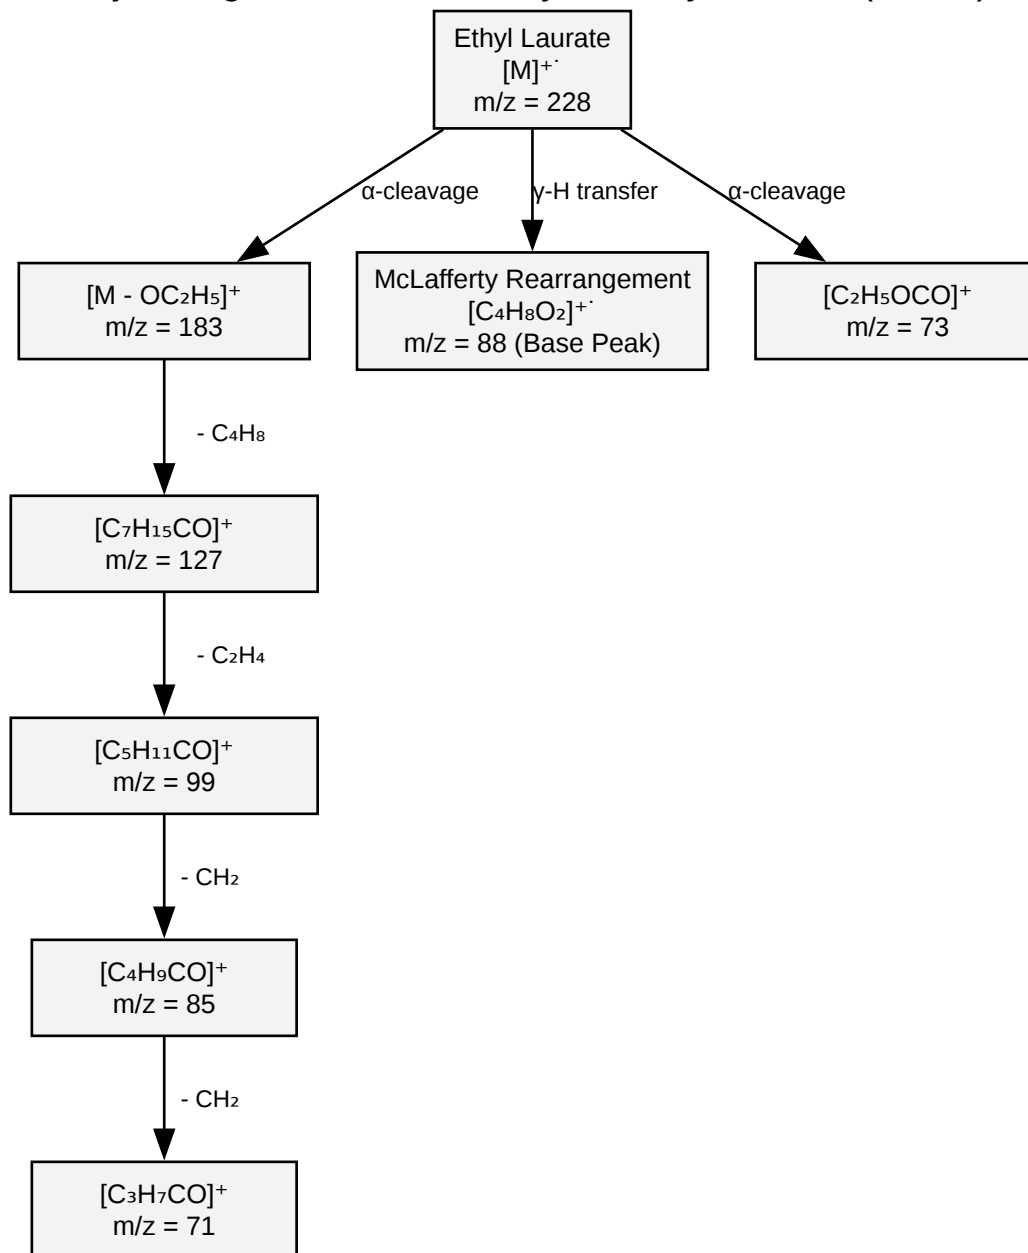 Ethyl Laurate
[M]⁺˙
m/z = 228
α-cleavage
γ-H transfer
α-cleavage
[M - OC₂H₅]⁺
m/z = 183
McLafferty Rearrangement
[C₄H₈O₂]⁺˙
m/z = 88 (Base Peak)
[C₂H₅OCO]⁺
m/z = 73
- C₄H₈
[C₇H₁₅CO]⁺
m/z = 127
- C₂H₄
[C₅H₁₁CO]⁺
m/z = 99
- CH₂
[C₄H₉CO]⁺
m/z = 85
- CH₂
[C₃H₇CO]⁺
m/z = 71